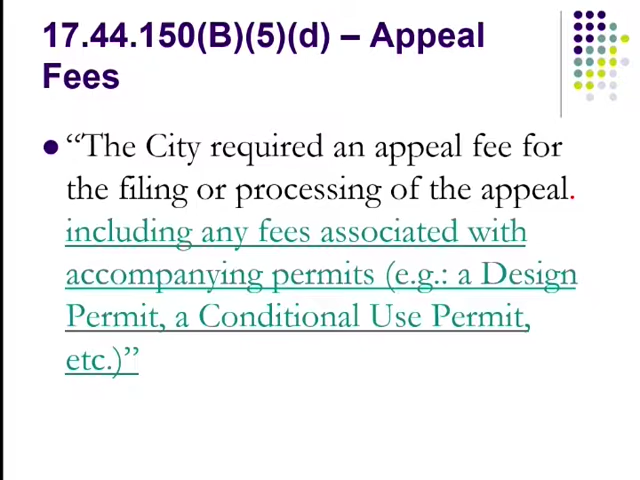 17.44.150(B)(5)(d) – Appeal
Fees
“The City required an appeal fee for
the filing or processing of the appeal.
including any fees associated with
accompanying permits (e.g.: a Design
Permit, a Conditional Use Permit,
etc.)”